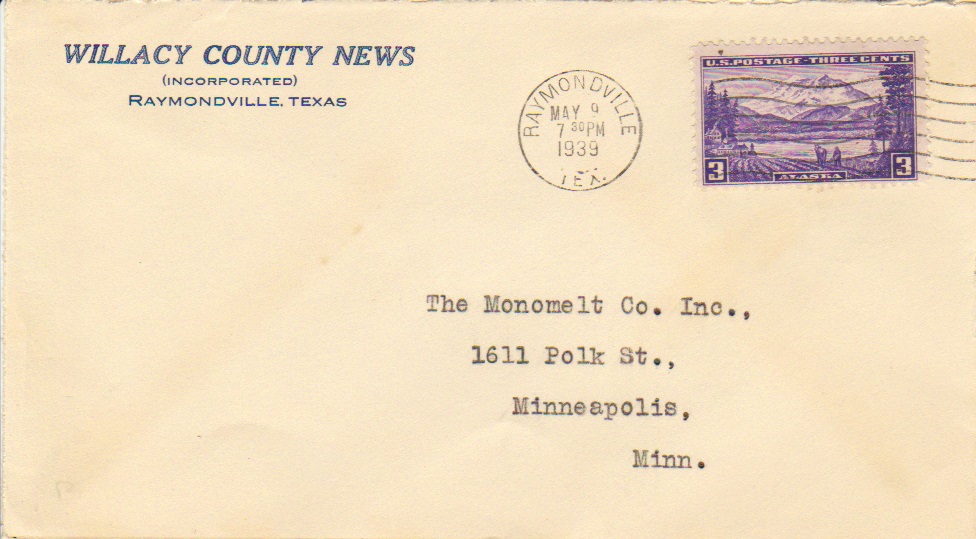 WILLACY COUNTY NEWS
(INCORPORATED)
RAYMONDVILLE, TEXAS
RAYMONDVILLE
MAY 9
7 30 PM
1939
TEX.
U.S. POSTAGE-THREE CENTS
3 ALASKA 3
The Monomelt Co. Inc.,
1611 Polk St.,
Minneapolis,
Minn.